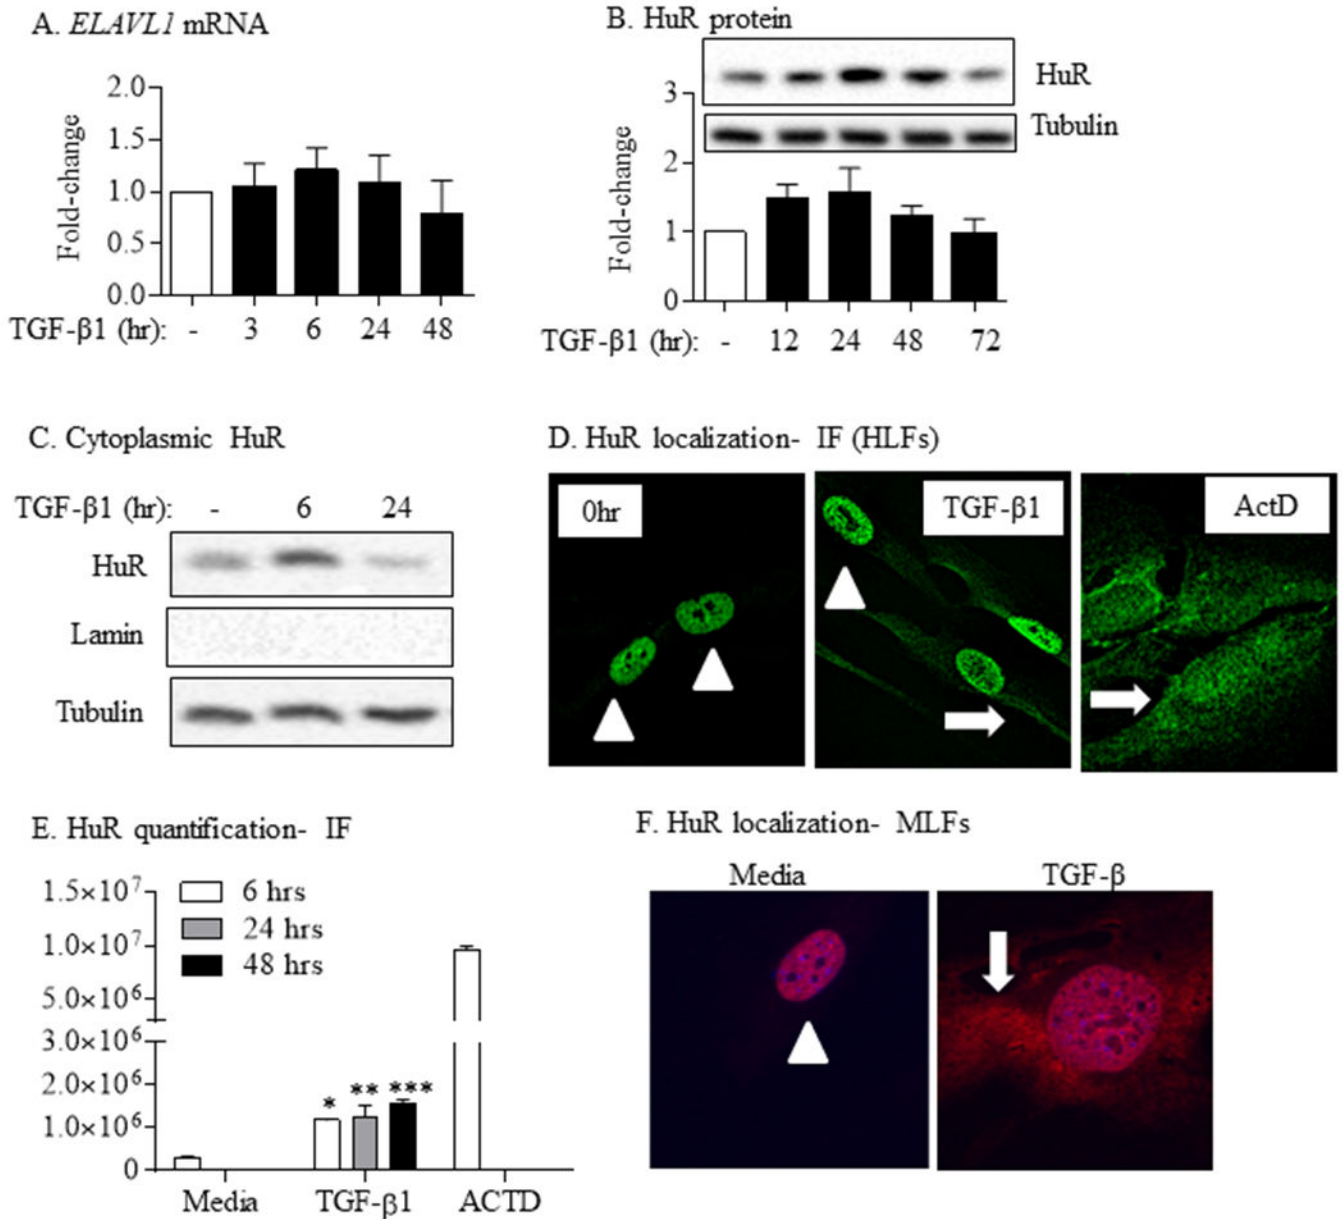 A. ELAVL1 mRNA
Fold-change
2.0
1.5
1.0
0.5
0.0
TGF-β1 (hr): - 3 6 24 48
B. HuR protein
HuR
Tubulin
Fold-change
3
2
1
0
TGF-β1 (hr): - 12 24 48 72
C. Cytoplasmic HuR
TGF-β1 (hr): - 6 24
HuR
Lamin
Tubulin
D. HuR localization- IF (HLFs)
0hr
TGF-β1
ActD
E. HuR quantification- IF
1.5×10⁷
1.0×10⁷
5.0×10⁶
3.0×10⁶
2.0×10⁶
1.0×10⁶
0
6 hrs
24 hrs
48 hrs
* ** ***
Media TGF-β1 ACTD
F. HuR localization- MLFs
Media TGF-β